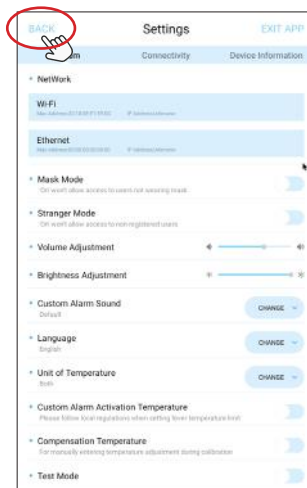 BACK Settings EXIT APP
Connectivity Device Information
NetWork
Wi-Fi
Ethernet
Mask Mode
'On' won't allow access to users not wearing mask
Stranger Mode
'On' won't allow access to non-registered users
Volume Adjustment
Brightness Adjustment
Custom Alarm Sound
Default
CHANGE
Language
English
CHANGE
Unit of Temperature
Both
CHANGE
Custom Alarm Activation Temperature
Please follow local regulations when setting fever temperature limit
Compensation Temperature
For manually entering temperature adjustment during calibration
Test Mode